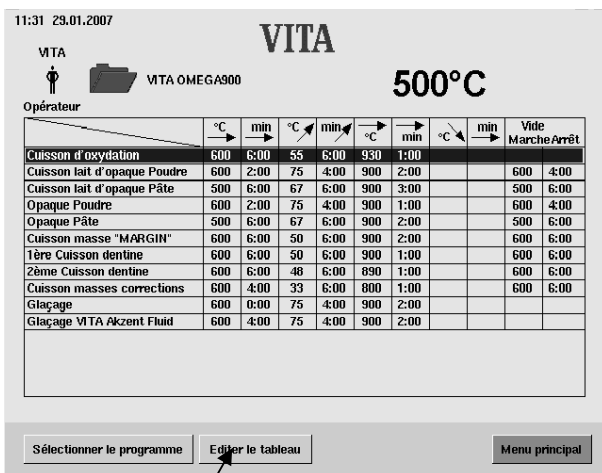 11:31 29.01.2007
VITA
VITA
VITA OMEGA900
500°C
Opérateur
°C min °C min °C min °C min Vide
Marche Arrêt
Cuisson d'oxydation 600 6:00 55 6:00 930 1:00
Cuisson lait d'opaque Poudre 600 2:00 75 4:00 900 2:00 600 4:00
Cuisson lait d'opaque Pâte 500 6:00 67 6:00 900 3:00 500 6:00
Opaque Poudre 600 2:00 75 4:00 900 1:00 600 4:00
Opaque Pâte 500 6:00 67 6:00 900 2:00 500 6:00
Cuisson masse "MARGIN" 600 6:00 50 6:00 900 2:00 600 6:00
1ère Cuisson dentine 600 6:00 50 6:00 900 1:00 600 6:00
2ème Cuisson dentine 600 6:00 48 6:00 890 1:00 600 6:00
Cuisson masses corrections 600 4:00 33 6:00 800 1:00 600 6:00
Glaçage 600 0:00 75 4:00 900 2:00
Glaçage VITA Akzent Fluid 600 4:00 75 4:00 900 2:00
Sélectionner le programme Editer le tableau Menu principal